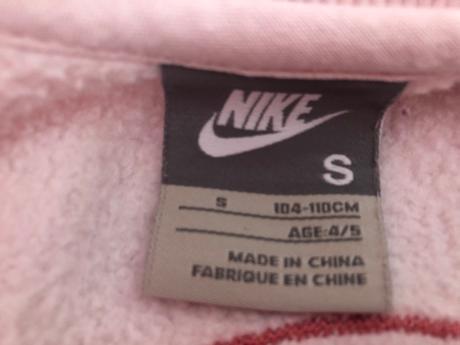 NIKE
S
S 104-110CM
AGE:4/5
MADE IN CHINA
FABRIQUE EN CHINE